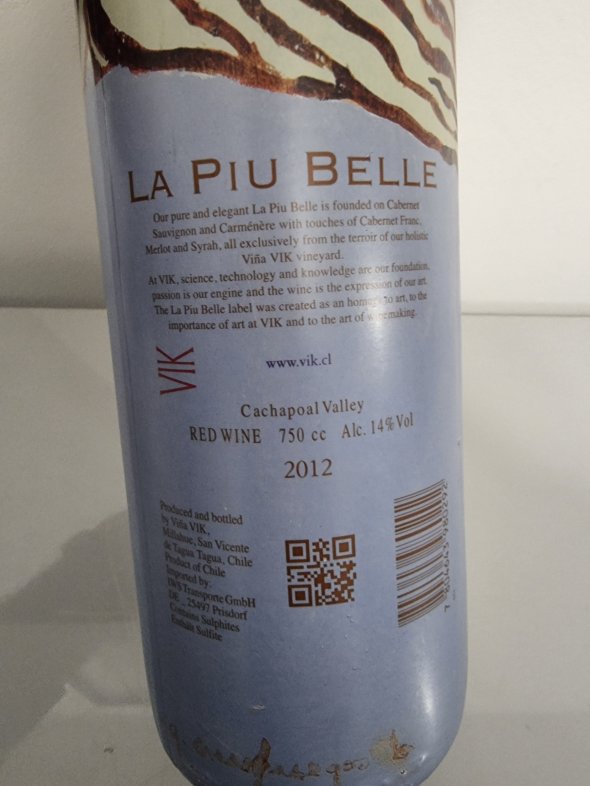 LA PIU BELLE
Our pure and elegant La Piu Belle is founded on Cabernet
Sauvignon and Carménère with touches of Cabernet Franc,
Merlot and Syrah, all exclusively from the terroir of our holistic
Viña VIK vineyard.
At VIK, science, technology and knowledge are our foundation,
passion is our engine and the wine is the expression of our art.
The La Piu Belle label was created as an homage to art, to the
importance of art at VIK and to the art of winemaking.
VIK
www.vik.cl
Cachapoal Valley
RED WINE 750 cc Alc. 14%Vol
2012
Produced and bottled
by Viña VIK,
Millahue, San Vicente
de Tagua Tagua, Chile
Product of Chile
Imported by:
IWS Transporte GmbH
DE - 25497 Prisdorf
Contains Sulphites
Enthält Sulfite